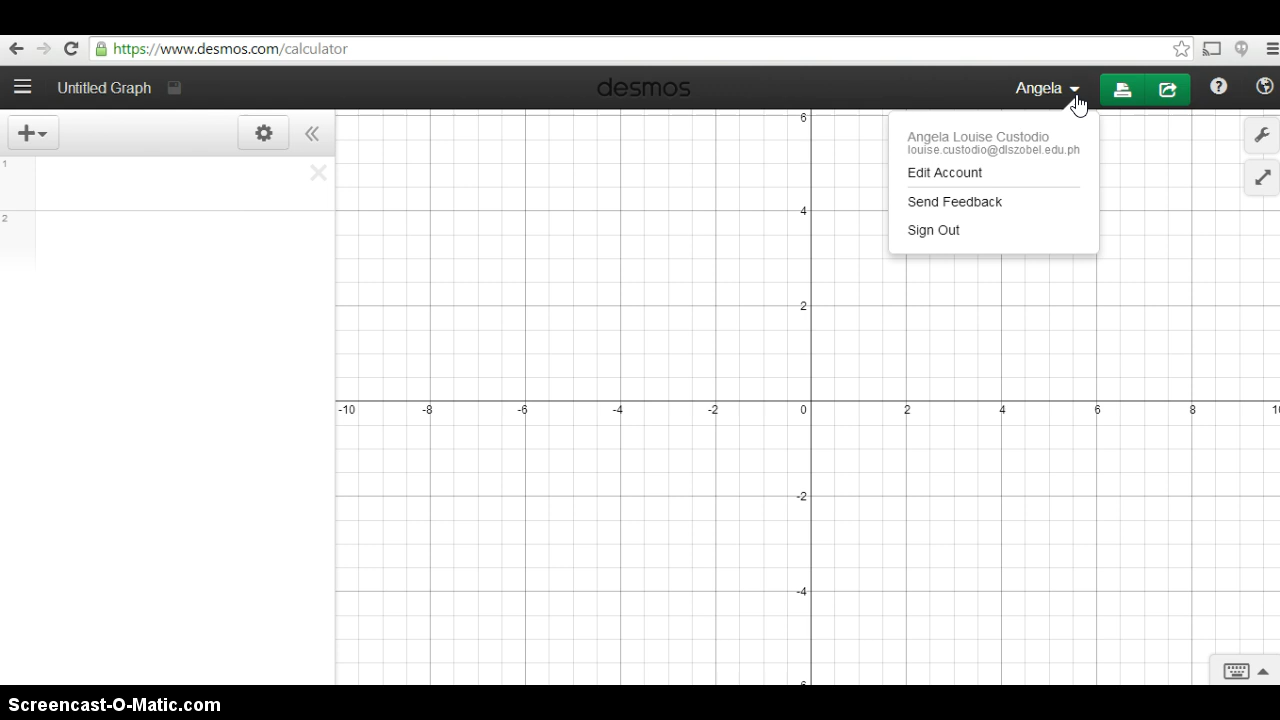 https://www.desmos.com/calculator
Untitled Graph
desmos
Angela
?
Angela Louise Custodio
louise.custodio@dlszobel.edu.ph
Edit Account
Send Feedback
Sign Out
1
2
6
4
2
-10 -8 -6 -4 -2 0 2 4 6 8
-2
-4
Screencast-O-Matic.com